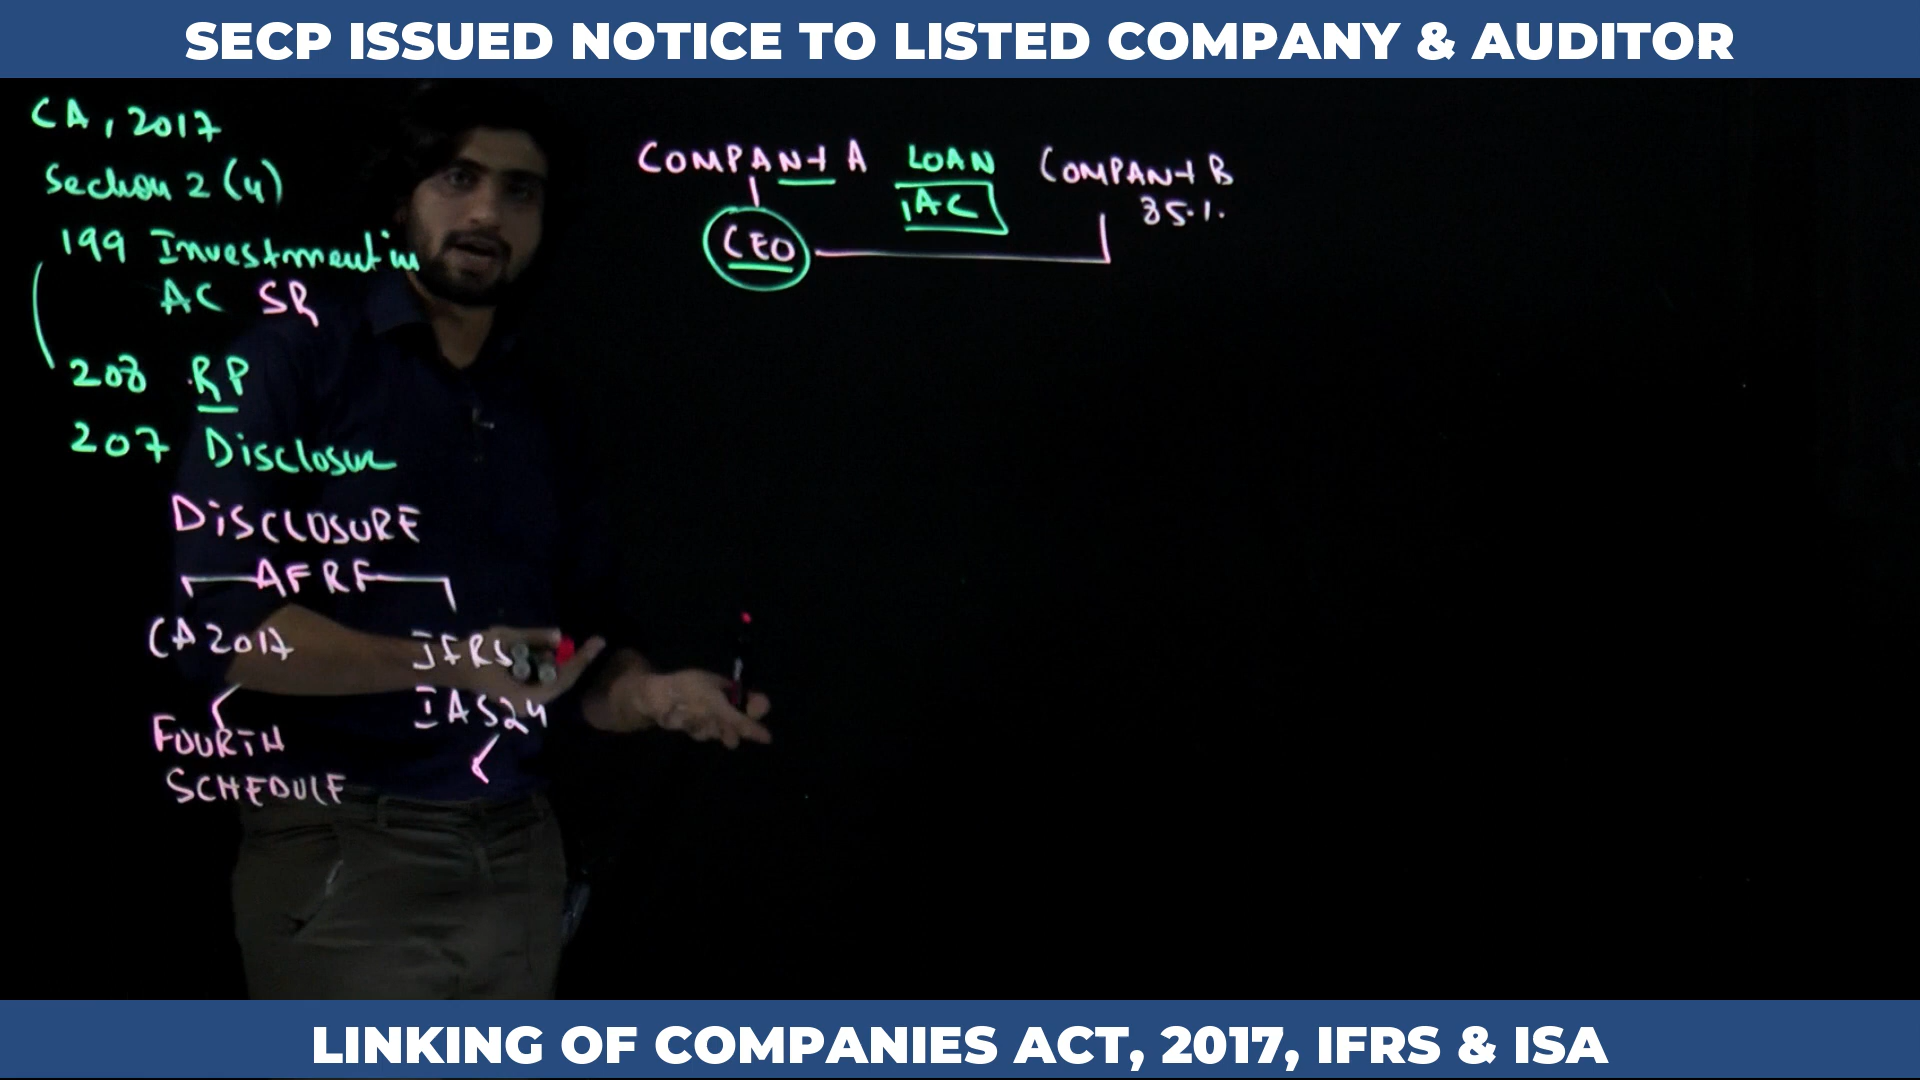 SECP ISSUED NOTICE TO LISTED COMPANY & AUDITOR
CA, 2017
Section 2 (4)
199 Investment in
AC SR
208 RP
207 Disclosure
DISCLOSURE
AFRF
CA 2017
IFRS
IAS24
FOURTH
SCHEDULE
COMPANY A LOAN COMPANY B
IAC
85%
CEO
LINKING OF COMPANIES ACT, 2017, IFRS & ISA